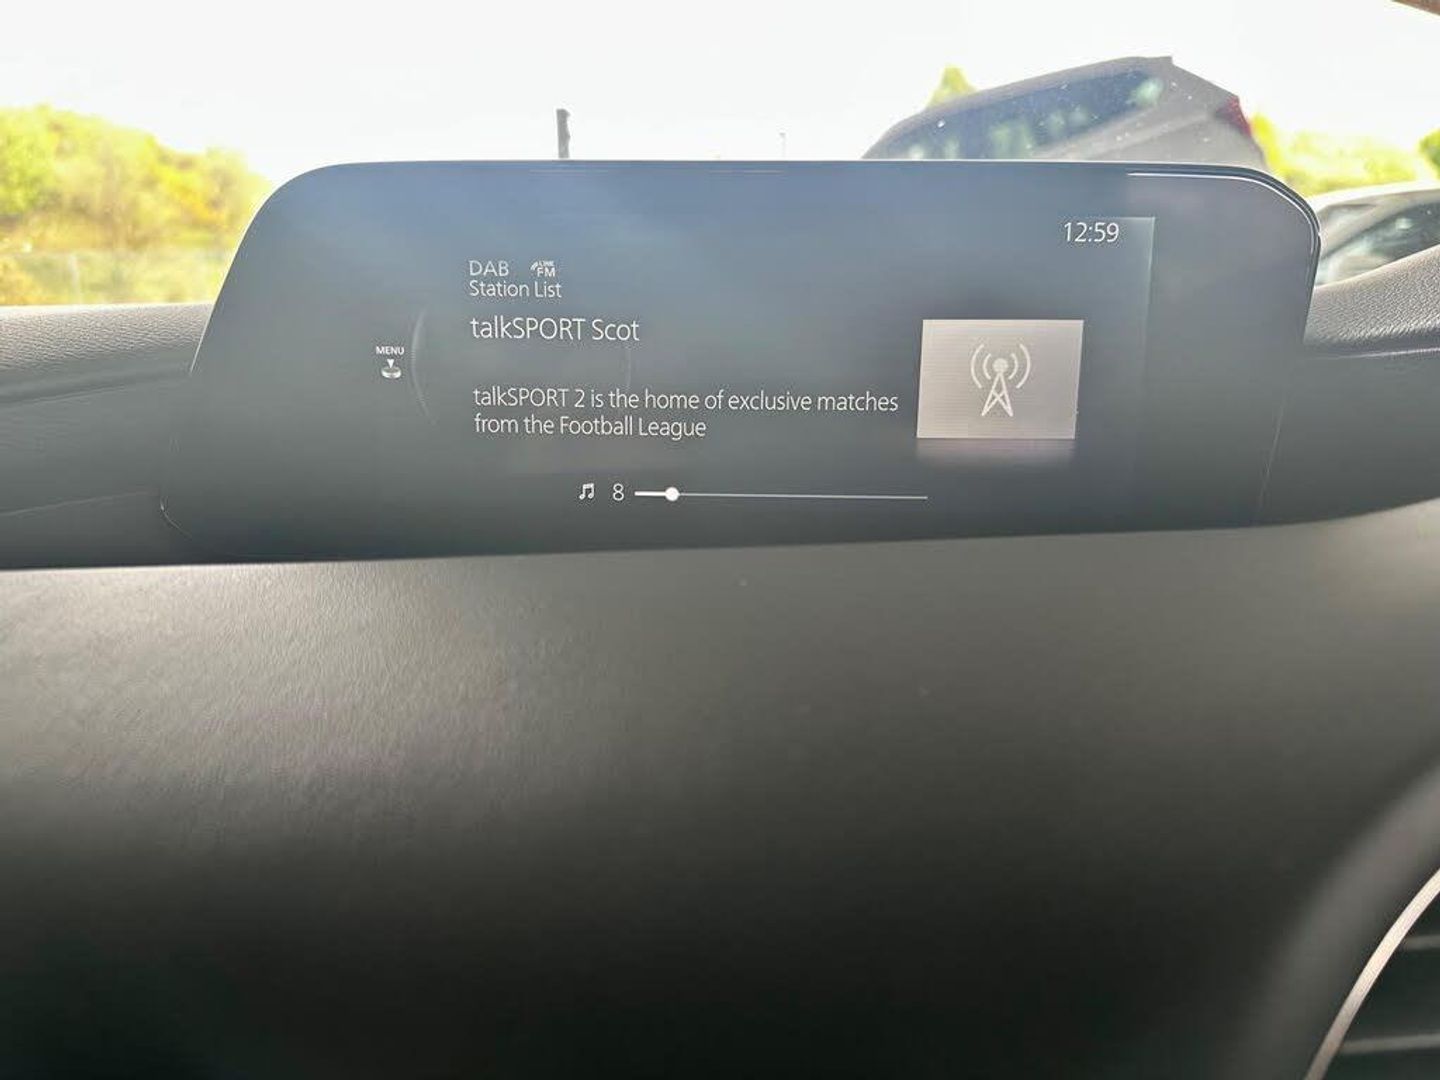 12:59
DAB LINK FM
Station List
talkSPORT Scot
MENU
talkSPORT 2 is the home of exclusive matches
from the Football League
8